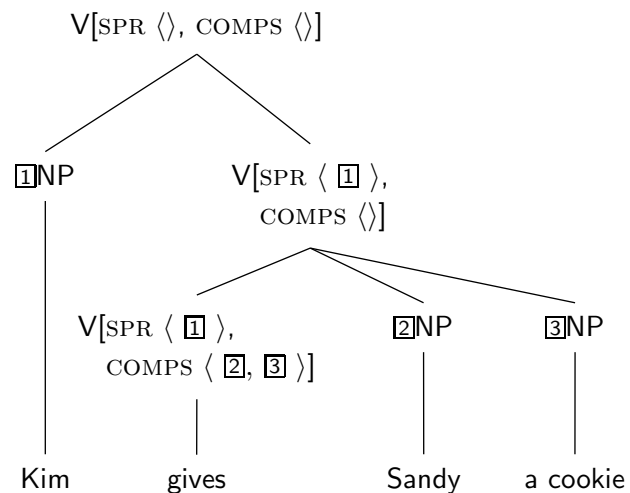 V[SPR ⟨⟩, COMPS ⟨⟩]
1NP V[SPR ⟨ 1 ⟩,
COMPS ⟨⟩]
V[SPR ⟨ 1 ⟩, 2NP 3NP
COMPS ⟨ 2, 3 ⟩]
Kim gives Sandy a cookie